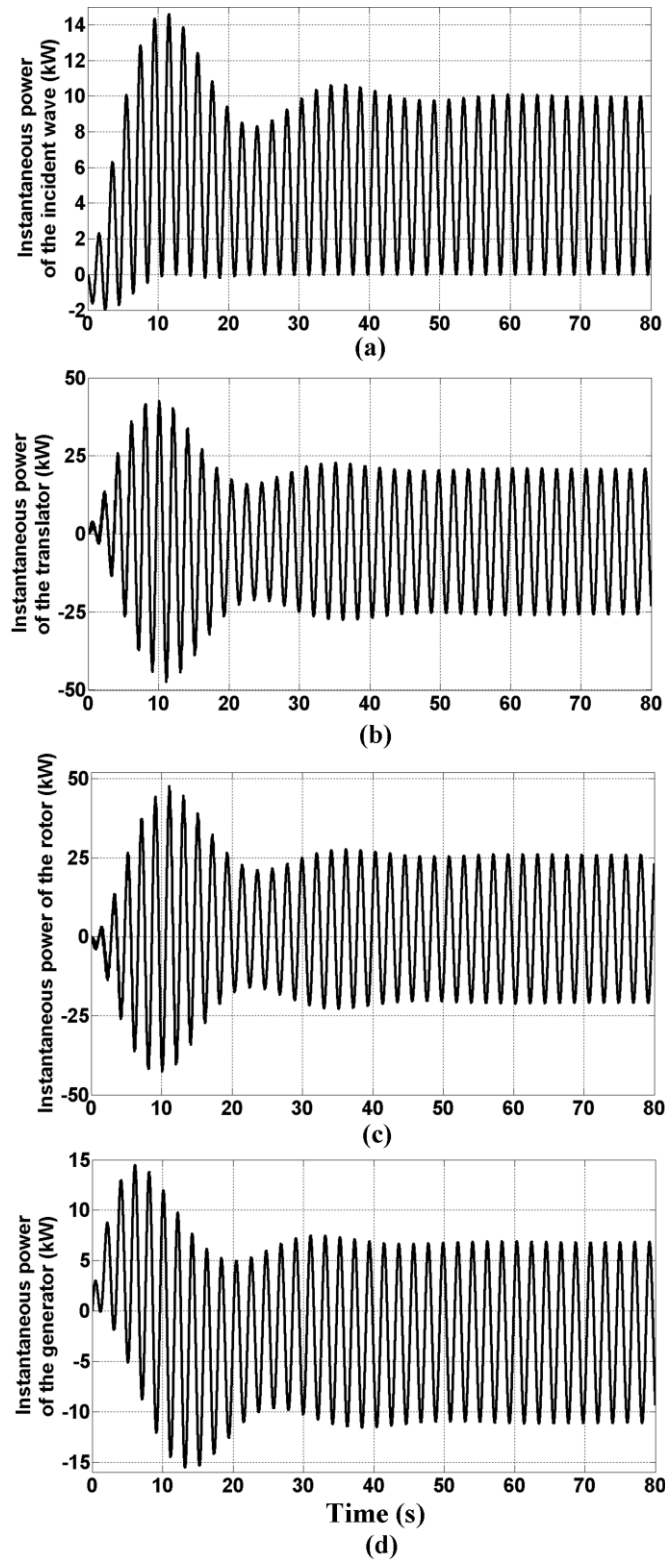 Instantaneous power
of the incident wave (kW)
14
12
10
8
6
4
2
0
-2
0 10 20 30 40 50 60 70 80
(a)
Instantaneous power
of the translator (kW)
50
25
0
-25
-50
0 10 20 30 40 50 60 70 80
(b)
Instantaneous power of the rotor (kW)
50
25
0
-25
-50
0 10 20 30 40 50 60 70 80
(c)
Instantaneous power
of the generator (kW)
15
10
5
0
-5
-10
-15
0 10 20 30 40 50 60 70 80
Time (s)
(d)